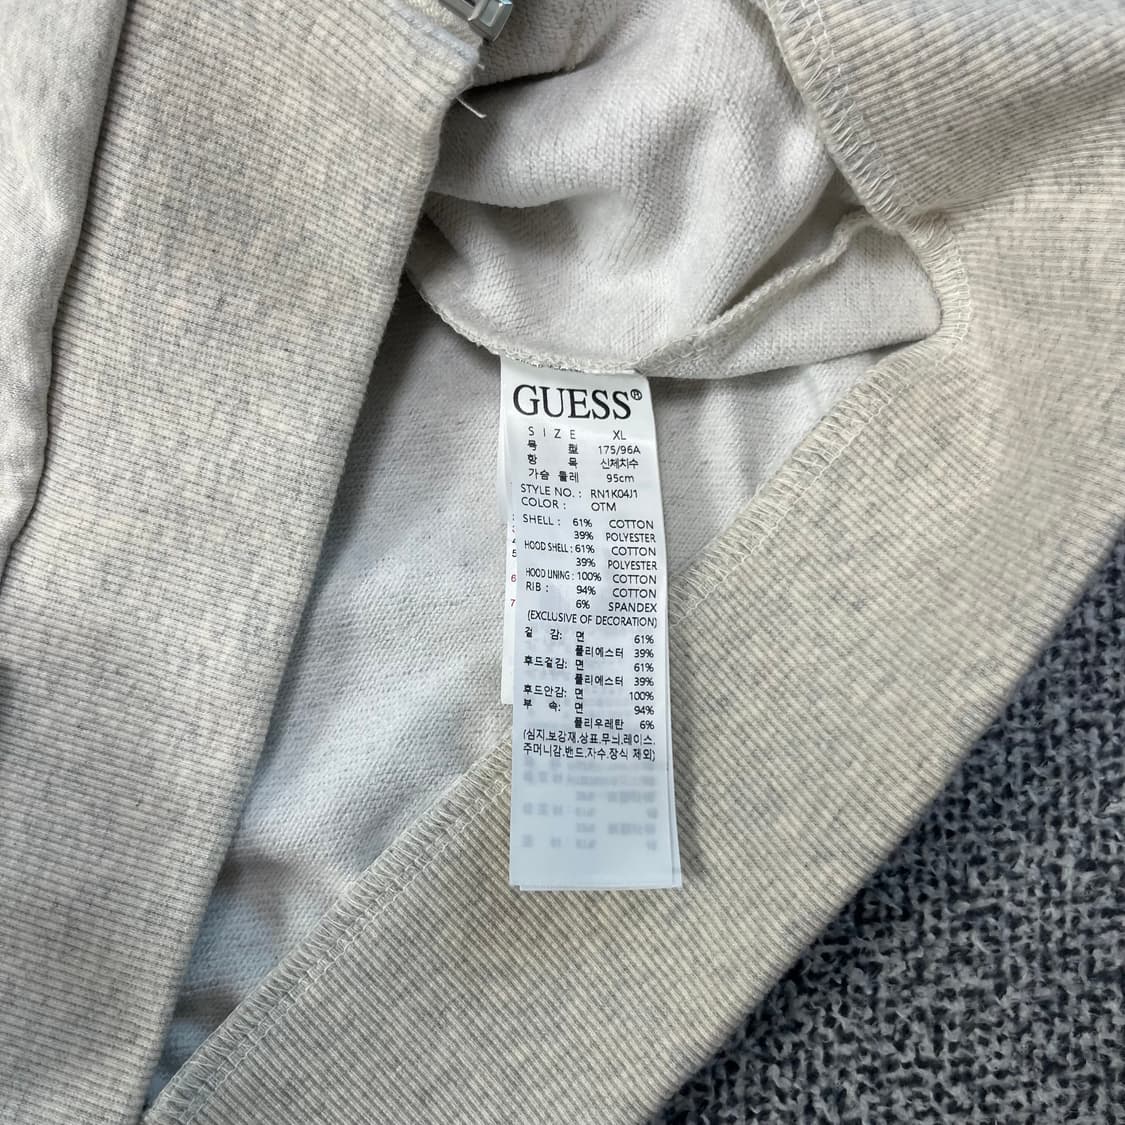 GUESS®
SIZE XL
号 型 175/96A
항 목 신체치수
가슴 둘레 95cm
STYLE NO. : RN1K04J1
COLOR : OTM
SHELL : 61% COTTON
39% POLYESTER
HOOD SHELL : 61% COTTON
39% POLYESTER
HOOD LINING : 100% COTTON
RIB : 94% COTTON
6% SPANDEX
(EXCLUSIVE OF DECORATION)
겉 감: 면 61%
폴리에스터 39%
후드겉감: 면 61%
폴리에스터 39%
후드안감: 면 100%
부 속: 면 94%
폴리우레탄 6%
(심지,보강재,상표,무늬,레이스,
주머니감,밴드,자수,장식 제외)
5
6
7